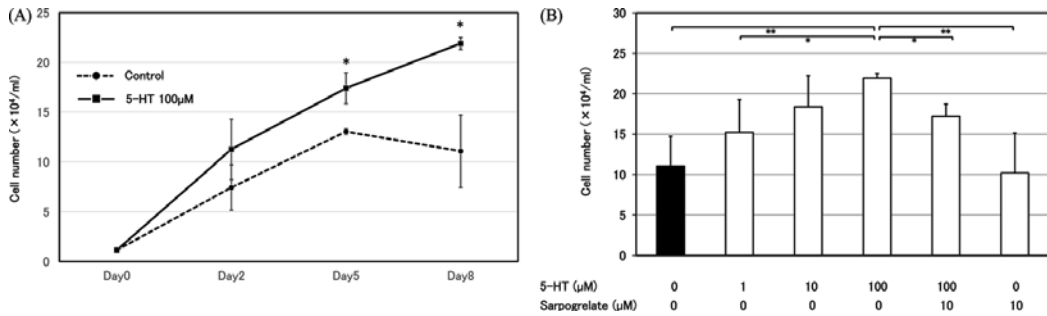 (A)
25
20
15
10
5
0
Cell number (×10⁴/ml)
Control
5-HT 100μM
*
*
Day0 Day2 Day5 Day8
(B)
30
25
20
15
10
5
0
Cell number (×10⁴/ml)
** **
* *
5-HT (μM) 0 1 10 100 100 0
Sarpogrelate (μM) 0 0 0 0 10 10